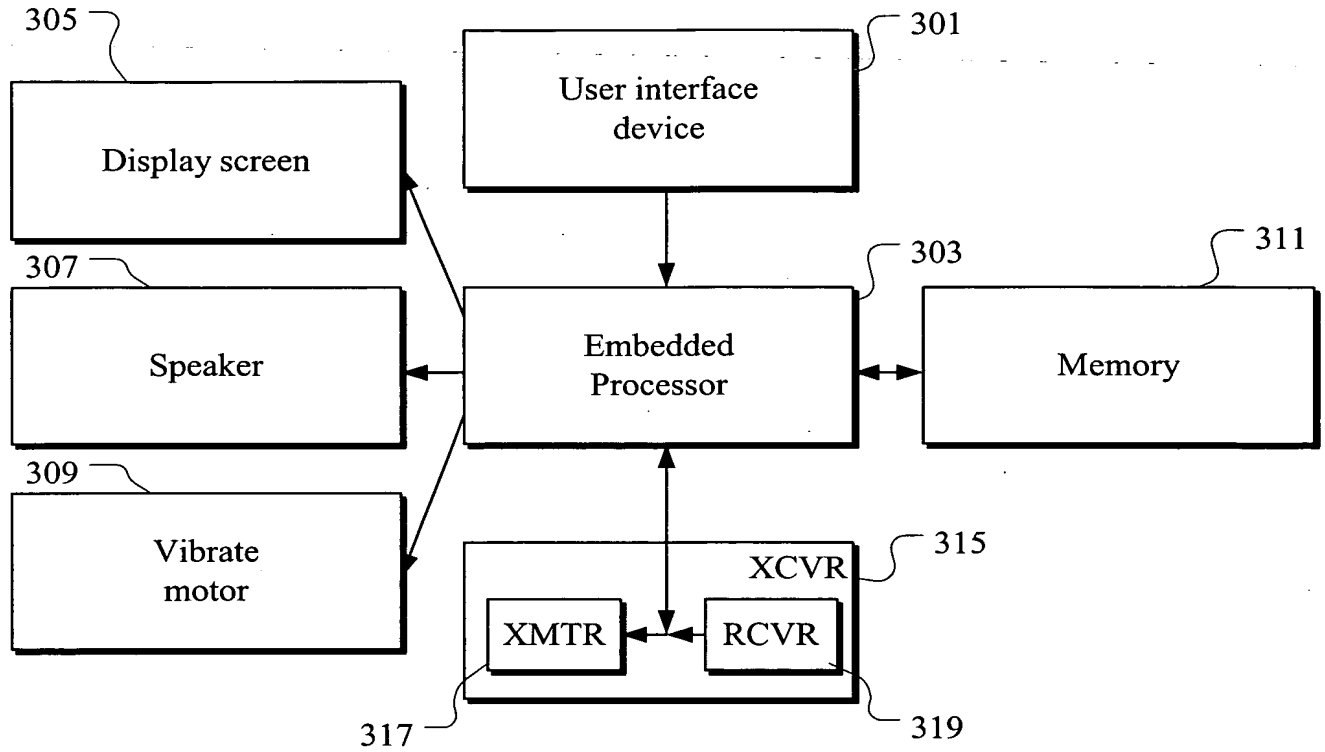 305
301
User interface
device
Display screen
307
303
311
Speaker
Embedded
Processor
Memory
309
Vibrate
motor
315
XCVR
XMTR
RCVR
317
319